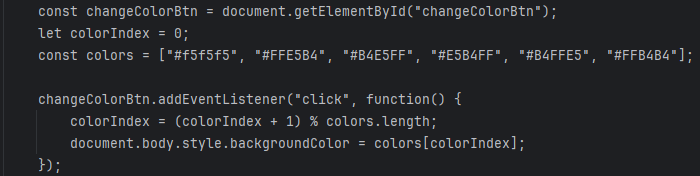 const changeColorBtn = document.getElementById("changeColorBtn");
let colorIndex = 0;
const colors = ["#f5f5f5", "#FFE5B4", "#B4E5FF", "#E5B4FF", "#B4FFE5", "#FFB4B4"];
changeColorBtn.addEventListener("click", function() {
colorIndex = (colorIndex + 1) % colors.length;
document.body.style.backgroundColor = colors[colorIndex];
});